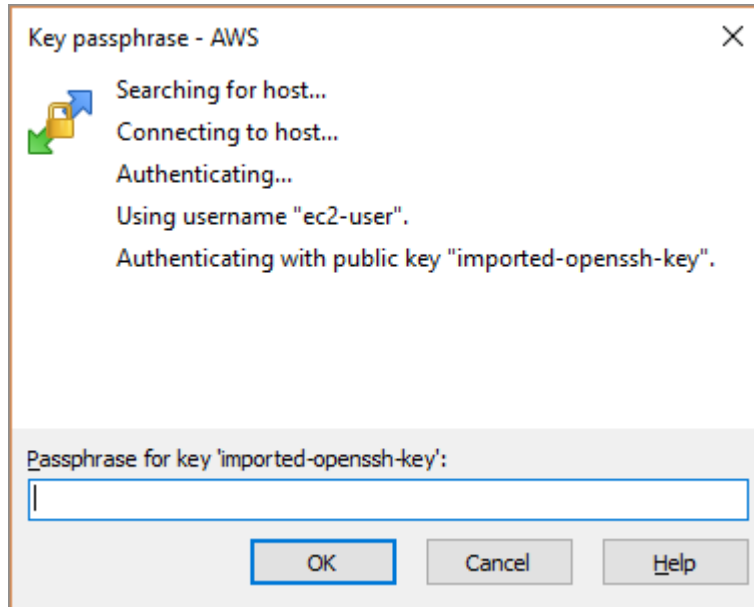 Key passphrase - AWS
Searching for host...
Connecting to host...
Authenticating...
Using username "ec2-user".
Authenticating with public key "imported-openssh-key".
Passphrase for key 'imported-openssh-key':
OK
Cancel
Help